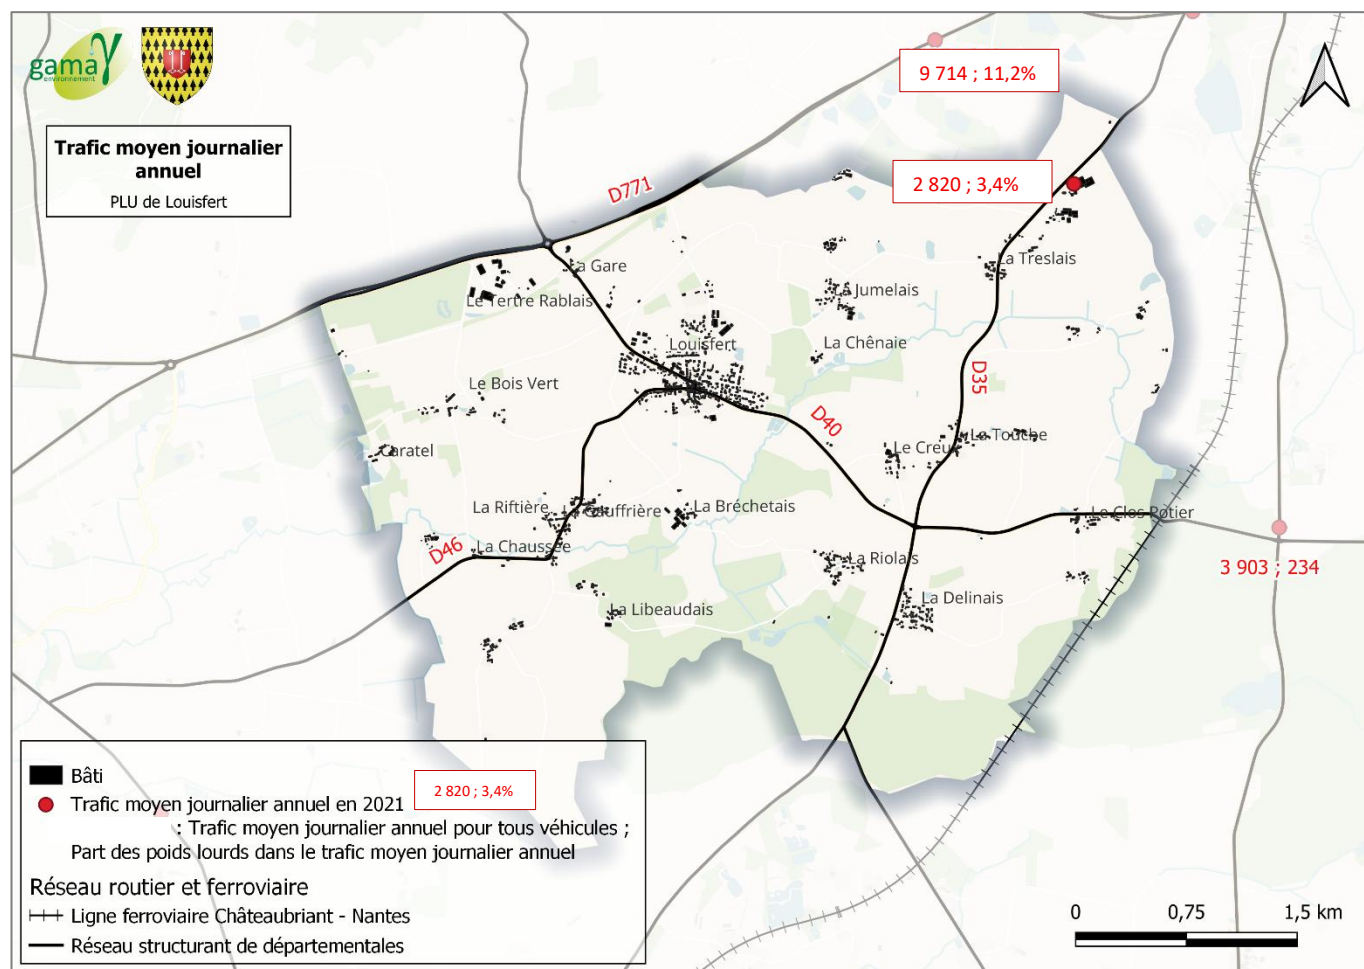 gama
environnement
Trafic moyen journalier
annuel
PLU de Louisfert
9 714 ; 11,2%
2 820 ; 3,4%
D771
La Gare
Le Tertre Rablais
La Treslais
La Jumelais
Louisfert
La Chênaie
Le Bois Vert
D35
D40
Caratel
Le Creux
La Touche
La Riftière
La Gauffrière
La Bréchetais
Le Clos Potier
D46
La Chaussée
La Riolais
3 903 ; 234
La Delinais
La Libeaudais
Bâti
Trafic moyen journalier annuel en 2021
2 820 ; 3,4%
: Trafic moyen journalier annuel pour tous véhicules ;
Part des poids lourds dans le trafic moyen journalier annuel
Réseau routier et ferroviaire
Ligne ferroviaire Châteaubriant - Nantes
Réseau structurant de départementales
0 0,75 1,5 km